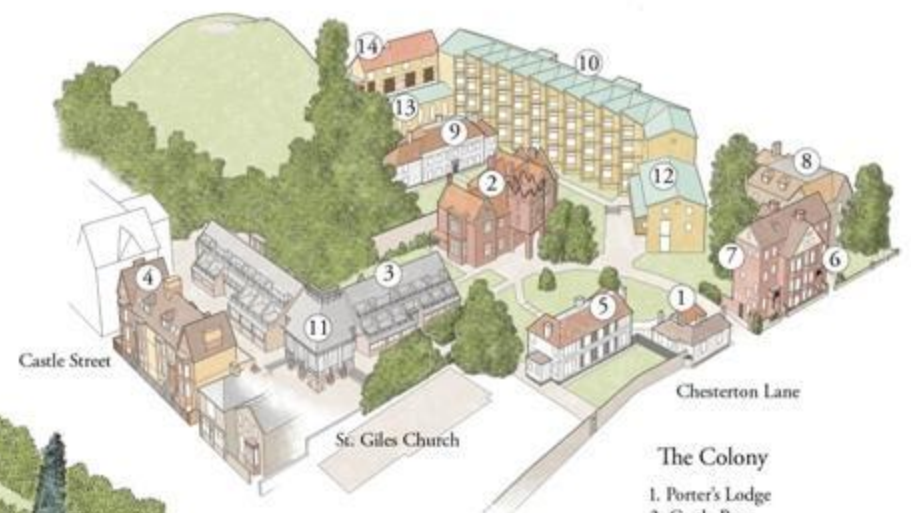 14
10
13
9
2
12
8
7
6
4
3
11
5
1
Castle Street
Chesterton Lane
St. Giles Church
The Colony
1. Porter's Lodge